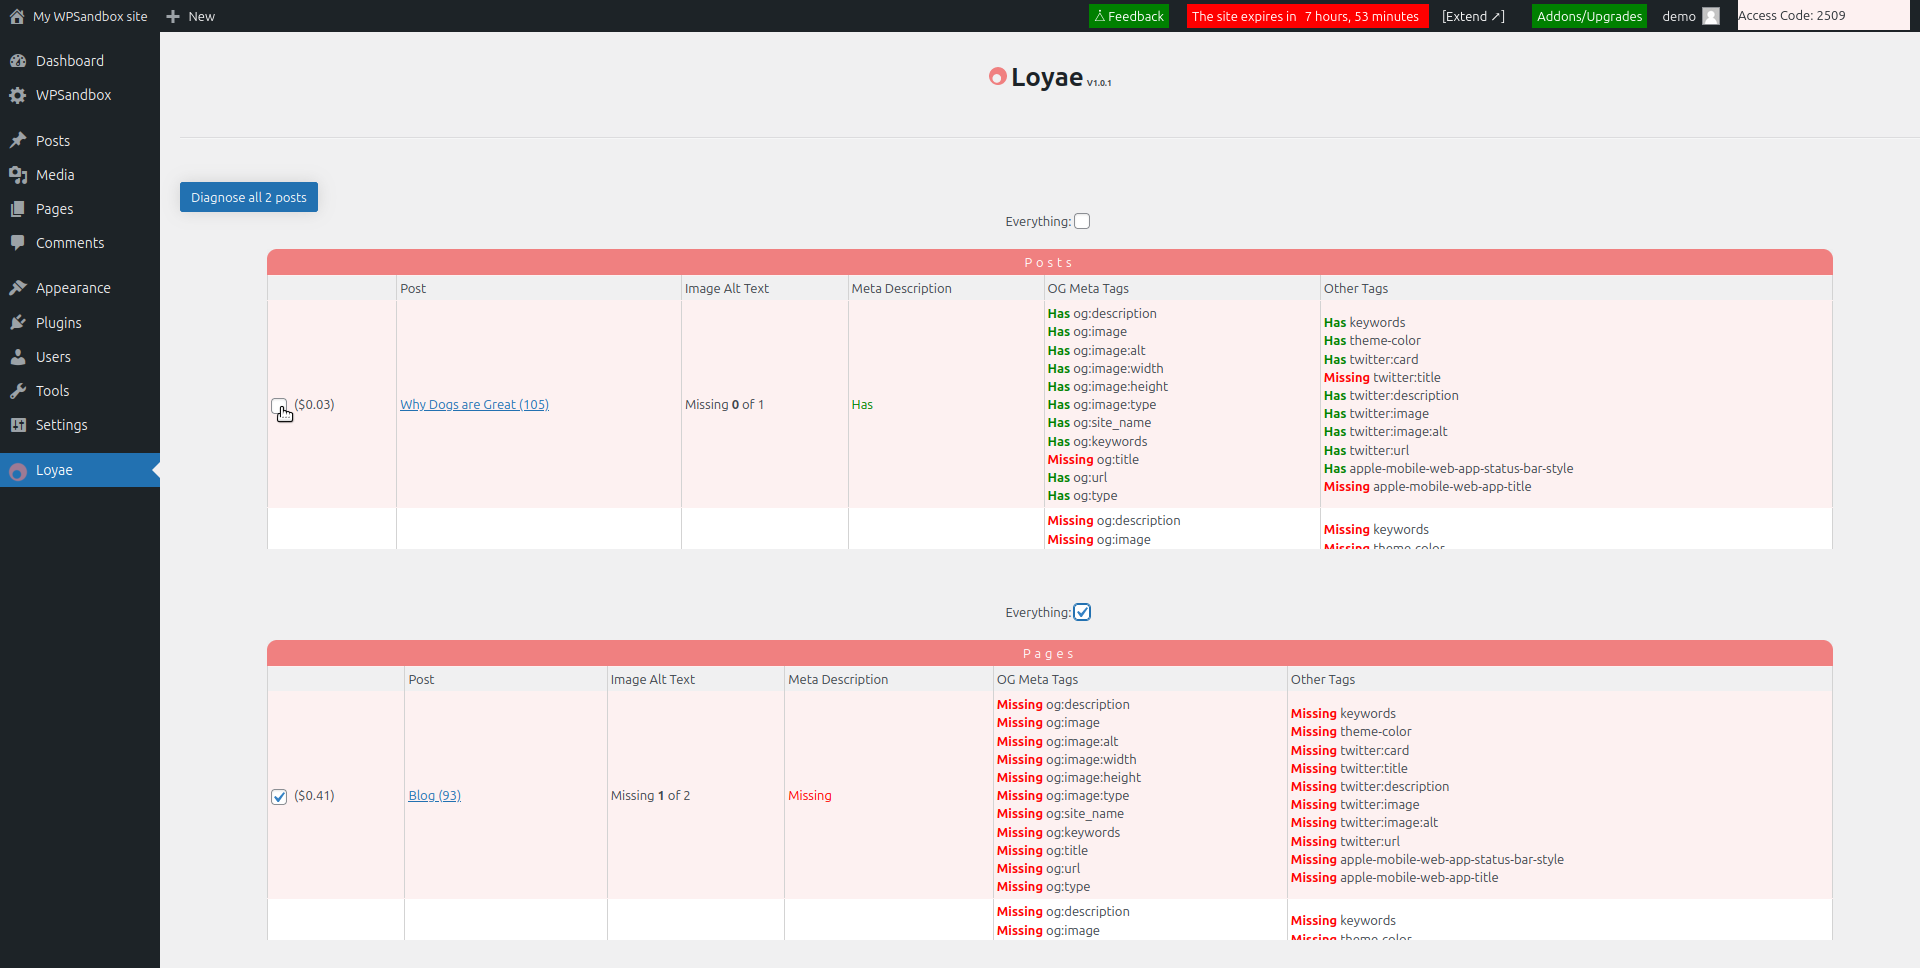 My WPSandbox site
New
Feedback
The site expires in 7 hours, 53 minutes
[Extend ↗]
Addons/Upgrades
demo
Access Code: 2509
Dashboard
WPSandbox
Posts
Media
Pages
Comments
Appearance
Plugins
Users
Tools
Settings
Loyae
Loyae V1.0.1
Diagnose all 2 posts
Everything:
Posts
Post
Image Alt Text
Meta Description
OG Meta Tags
Other Tags
($0.03)
Why Dogs are Great (105)
Missing 0 of 1
Has
Has og:description
Has og:image
Has og:image:alt
Has og:image:width
Has og:image:height
Has og:image:type
Has og:site_name
Has og:keywords
Missing og:title
Has og:url
Has og:type
Has keywords
Has theme-color
Has twitter:card
Missing twitter:title
Has twitter:description
Has twitter:image
Has twitter:image:alt
Has twitter:url
Has apple-mobile-web-app-status-bar-style
Missing apple-mobile-web-app-title
Missing og:description
Missing og:image
Missing keywords
Missing theme-color
Everything:
Pages
Post
Image Alt Text
Meta Description
OG Meta Tags
Other Tags
($0.41)
Blog (93)
Missing 1 of 2
Missing
Missing og:description
Missing og:image
Missing og:image:alt
Missing og:image:width
Missing og:image:height
Missing og:image:type
Missing og:site_name
Missing og:keywords
Missing og:title
Missing og:url
Missing og:type
Missing keywords
Missing theme-color
Missing twitter:card
Missing twitter:title
Missing twitter:description
Missing twitter:image
Missing twitter:image:alt
Missing twitter:url
Missing apple-mobile-web-app-status-bar-style
Missing apple-mobile-web-app-title
Missing og:description
Missing og:image
Missing keywords
Missing theme-color